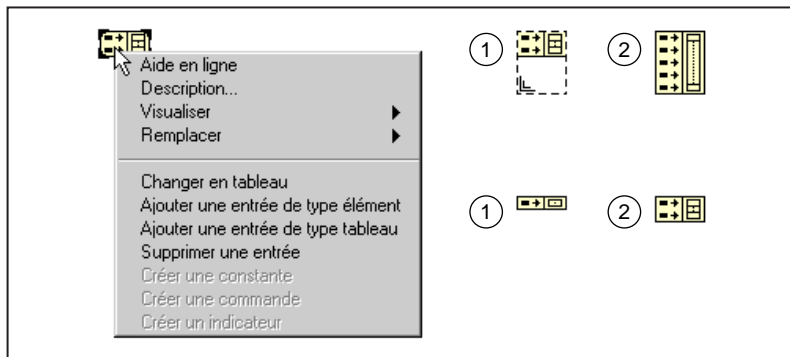 Aide en ligne
Description...
Visualiser
Remplacer
Changer en tableau
Ajouter une entrée de type élément
Ajouter une entrée de type tableau
Supprimer une entrée
Créer une constante
Créer une commande
Créer un indicateur
1 2
1 2